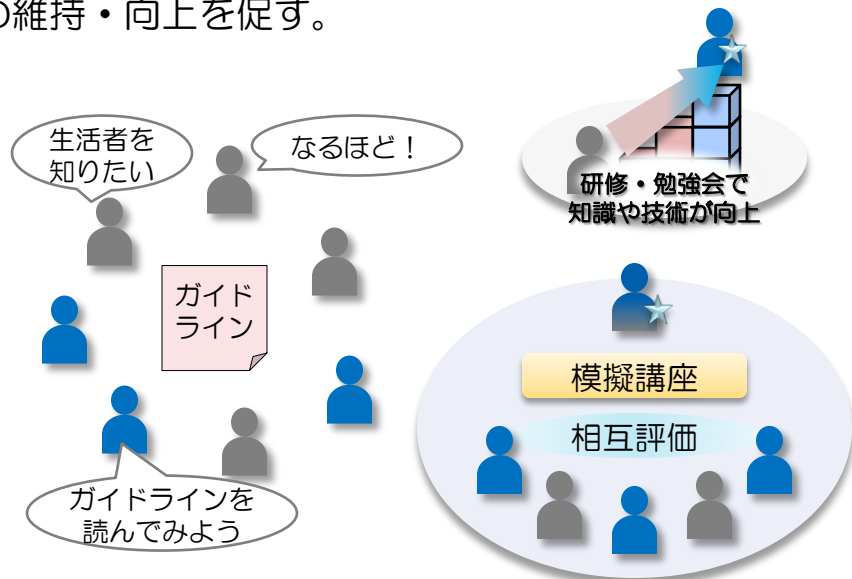 の維持・向上を促す。
生活者を
知りたい
なるほど！
ガイド
ライン
ガイドラインを
読んでみよう
研修・勉強会で
知識や技術が向上
模擬講座
相互評価